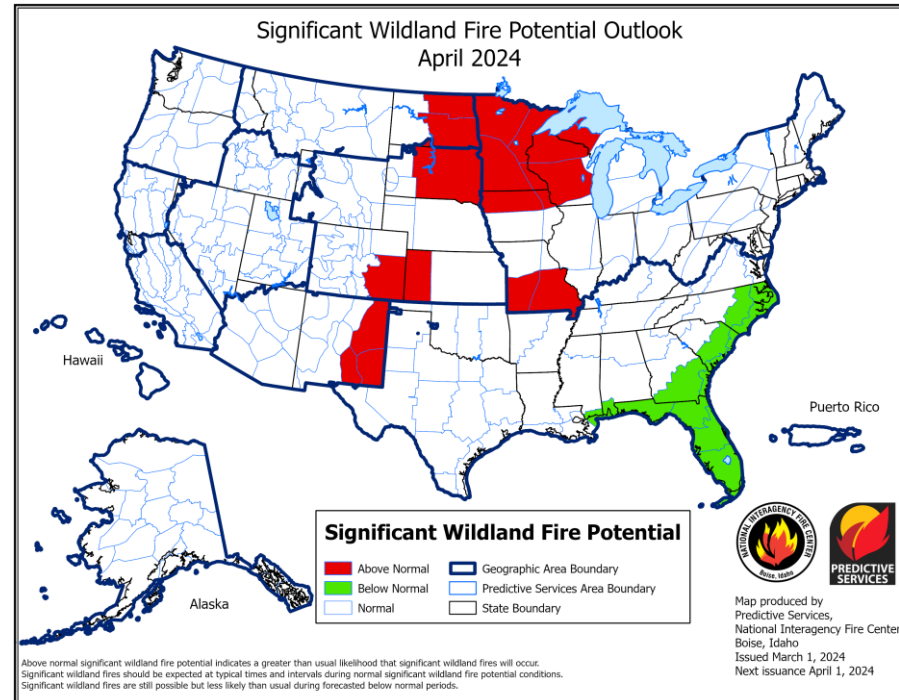 Significant Wildland Fire Potential Outlook
April 2024
Hawaii
Puerto Rico
Alaska
Significant Wildland Fire Potential
Above Normal
Below Normal
Normal
Geographic Area Boundary
Predictive Services Area Boundary
State Boundary
NATIONAL INTERAGENCY FIRE CENTER
Boise, Idaho
PREDICTIVE
SERVICES
Map produced by
Predictive Services,
National Interagency Fire Center
Boise, Idaho
Issued March 1, 2024
Next issuance April 1, 2024
Above normal significant wildland fire potential indicates a greater than usual likelihood that significant wildland fires will occur.
Significant wildland fires should be expected at typical times and intervals during normal significant wildland fire potential conditions.
Significant wildland fires are still possible but less likely than usual during forecasted below normal periods.